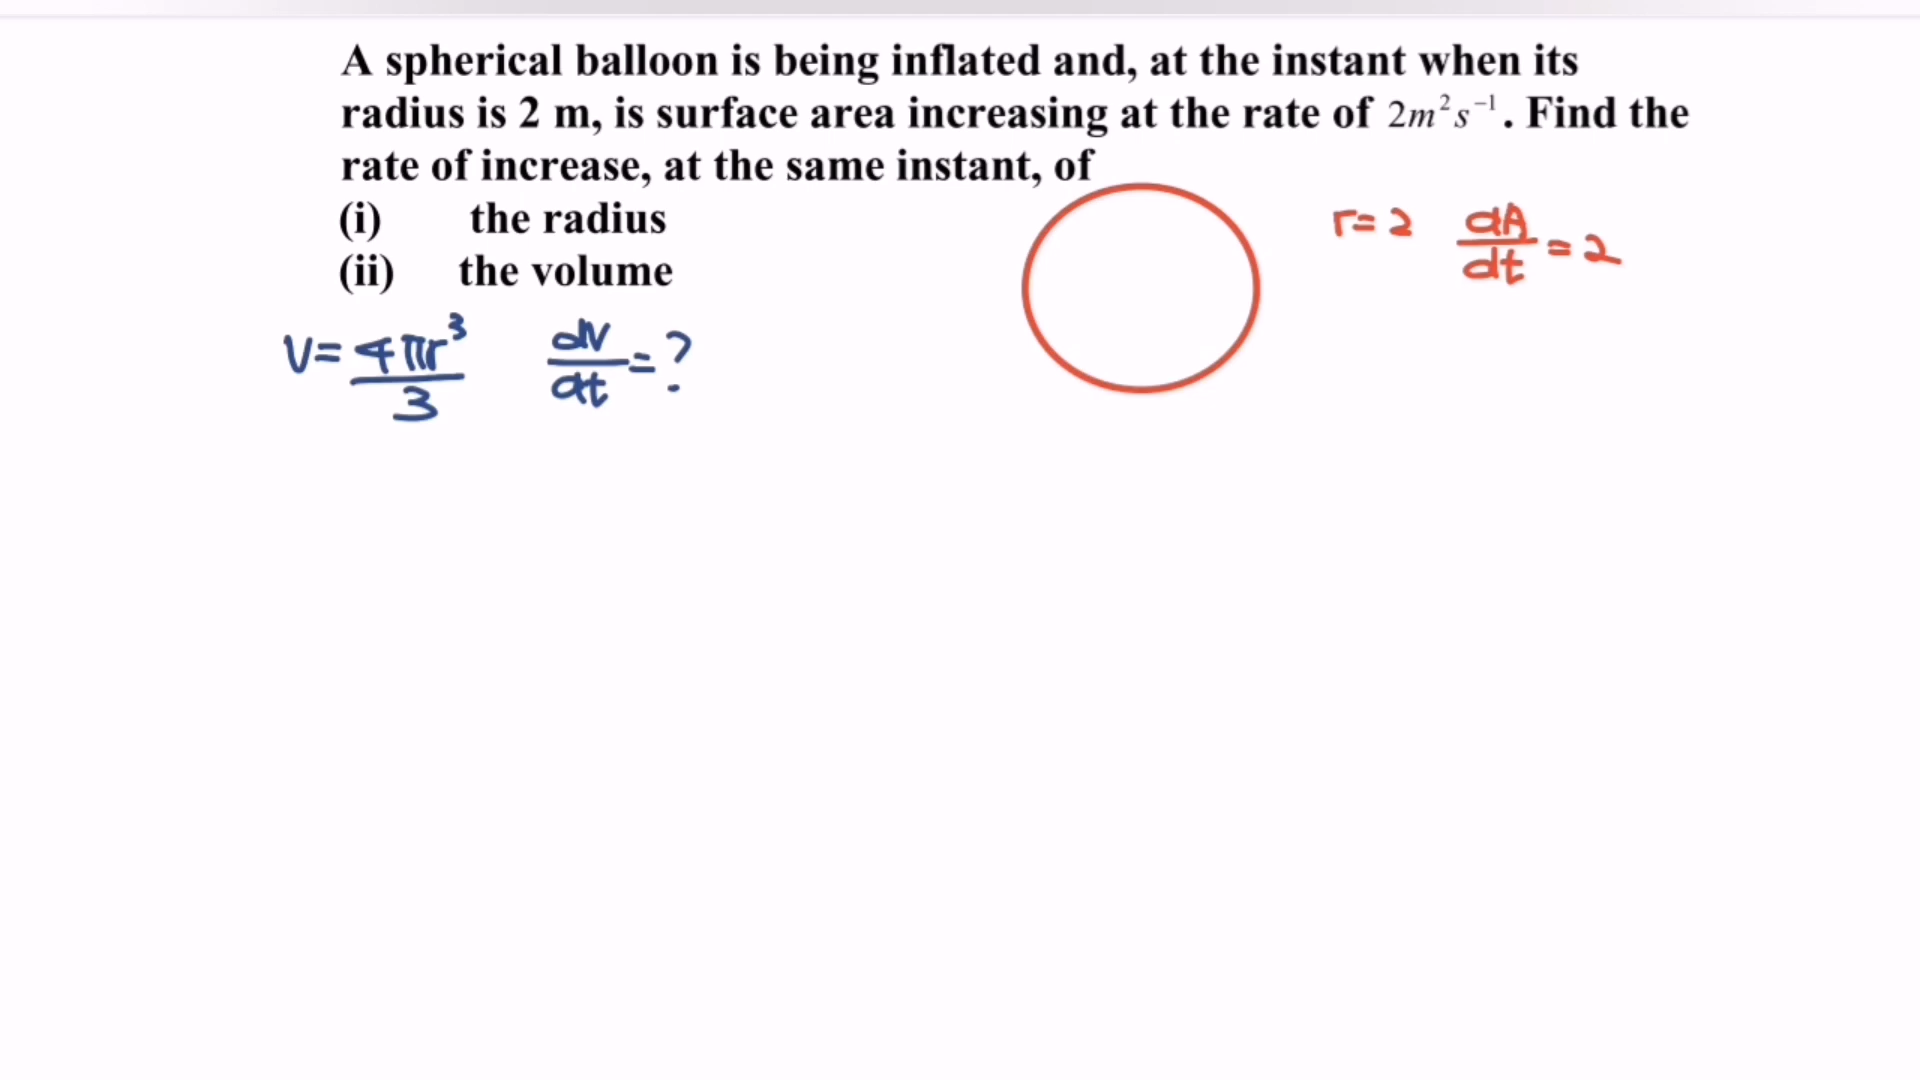 A spherical balloon is being inflated and, at the instant when its
radius is 2 m, is surface area increasing at the rate of 2m²s⁻¹. Find the
rate of increase, at the same instant, of
(i) the radius
(ii) the volume
r=2 dA/dt = 2
V= 4πr³/3 dV/dt = ?